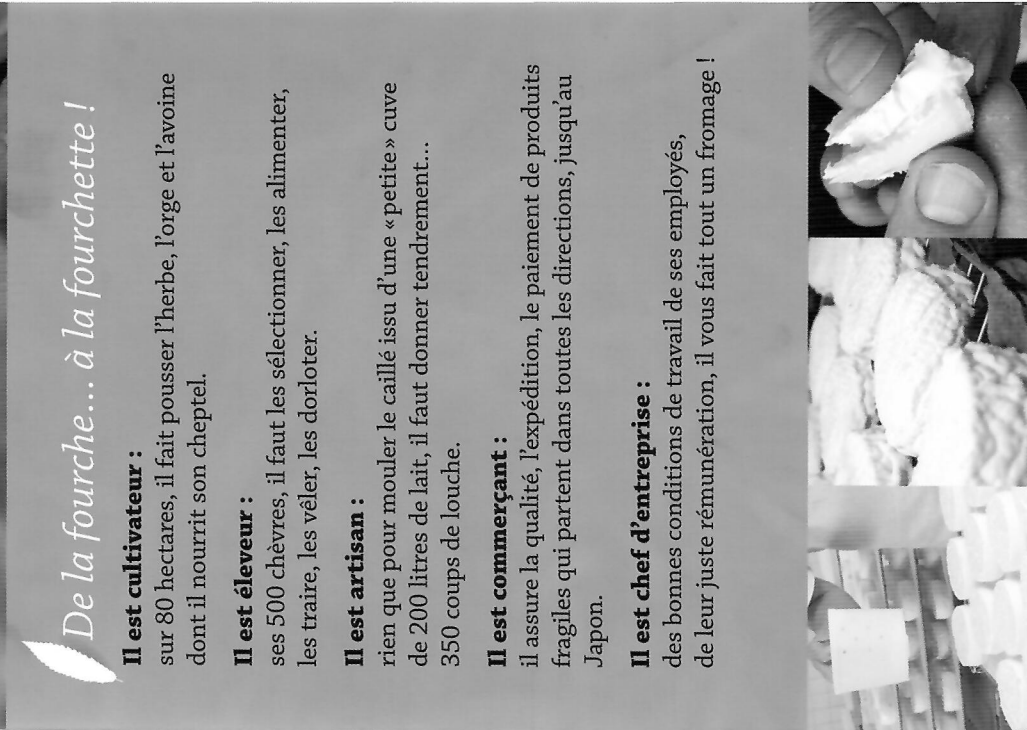 De la fourche... à la fourchette !
Il est cultivateur :
sur 80 hectares, il fait pousser l'herbe, l'orge et l'avoine
dont il nourrit son cheptel.
Il est éleveur :
ses 500 chèvres, il faut les sélectionner, les alimenter,
les traire, les vêler, les dorloter.
Il est artisan :
rien que pour mouler le caillé issu d'une « petite » cuve
de 200 litres de lait, il faut donner tendrement...
350 coups de louche.
Il est commerçant :
il assure la qualité, l'expédition, le paiement de produits
fragiles qui partent dans toutes les directions, jusqu'au
Japon.
Il est chef d'entreprise :
des bonnes conditions de travail de ses employés,
de leur juste rémunération, il vous fait tout un fromage !